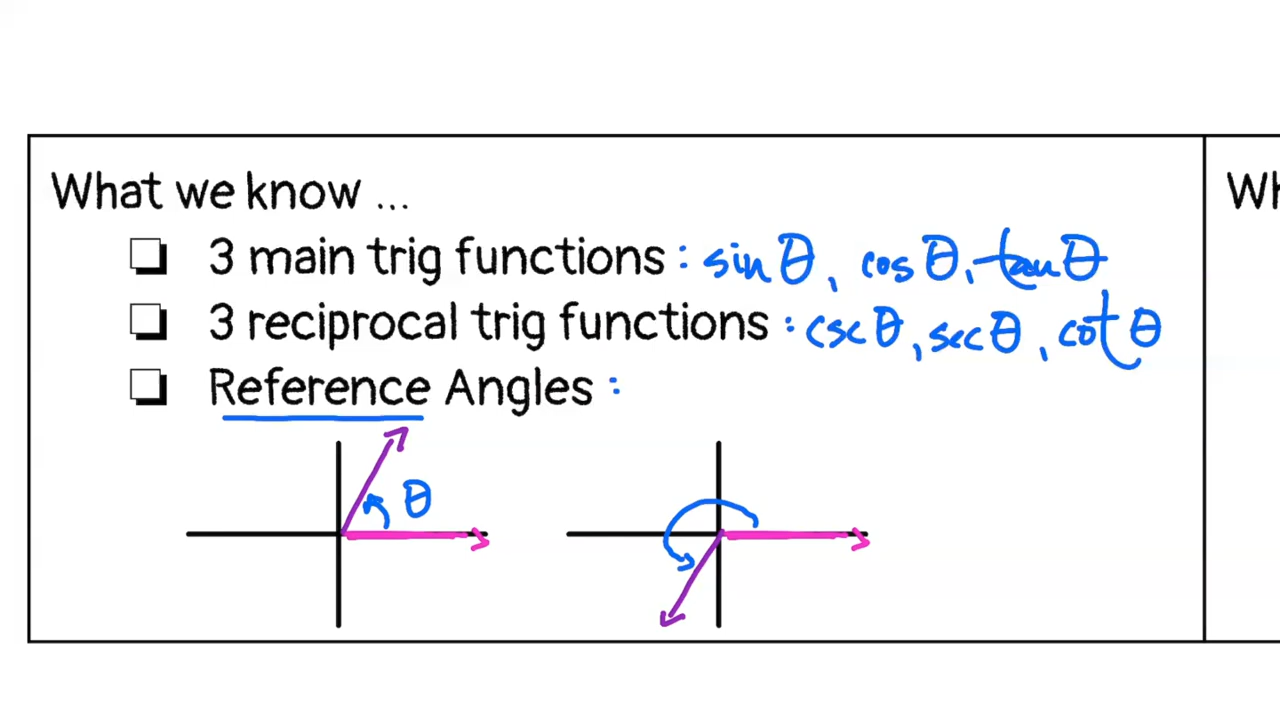 What we know ...
3 main trig functions : sin θ, cos θ, tan θ
3 reciprocal trig functions : csc θ, sec θ, cot θ
Reference Angles :
θ